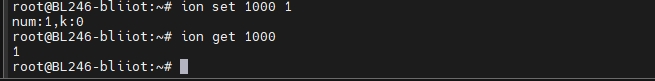 root@BL246-bliiot:~# ion set 1000 1
num:1,k:0
root@BL246-bliiot:~# ion get 1000
1
root@BL246-bliiot:~#